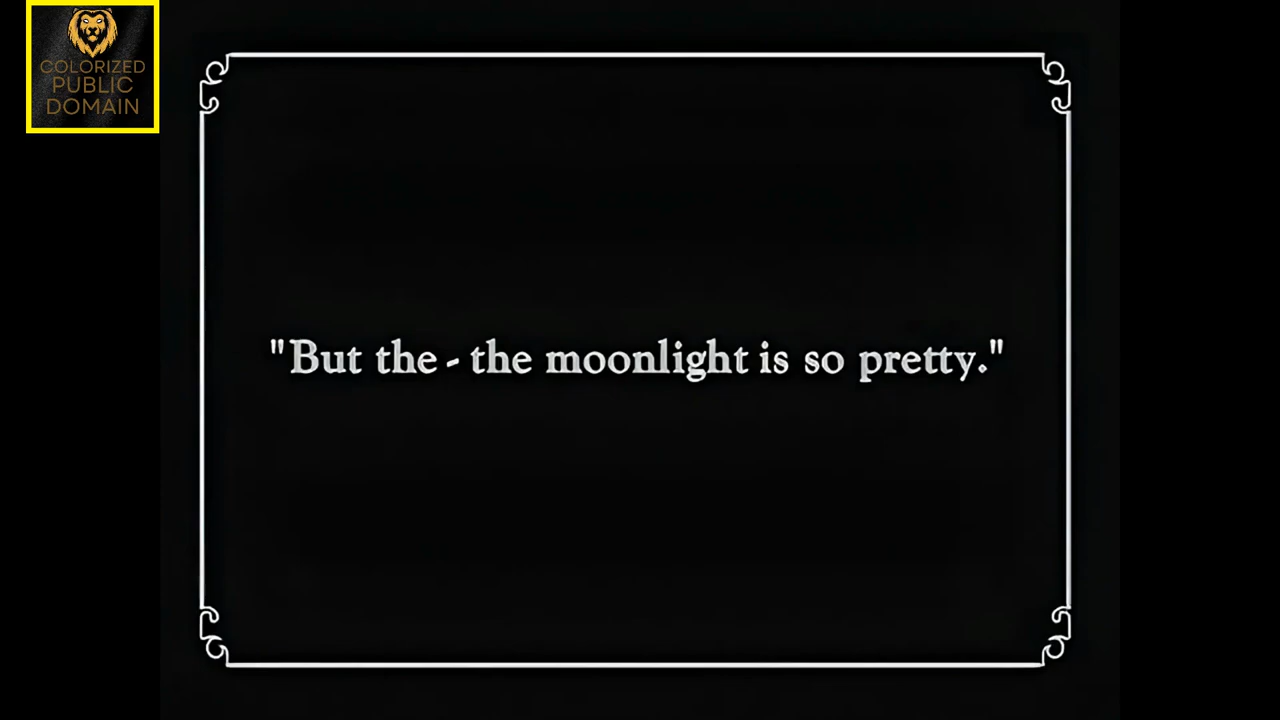 COLORIZED
PUBLIC
DOMAIN
"But the - the moonlight is so pretty."